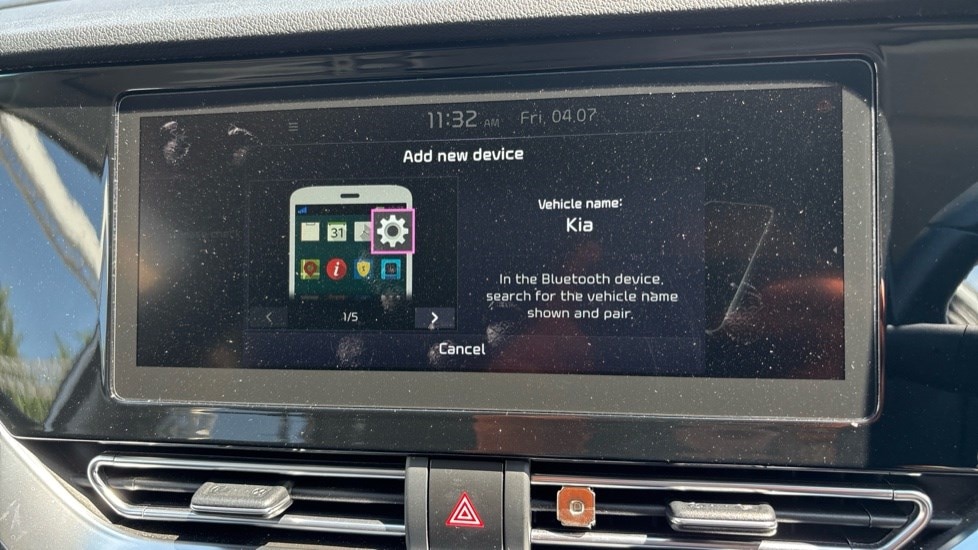 11:32 AM Fri, 04.07
Add new device
31
i
Vehicle name:
Kia
In the Bluetooth device,
search for the vehicle name
shown and pair.
< 1/5 >
Cancel